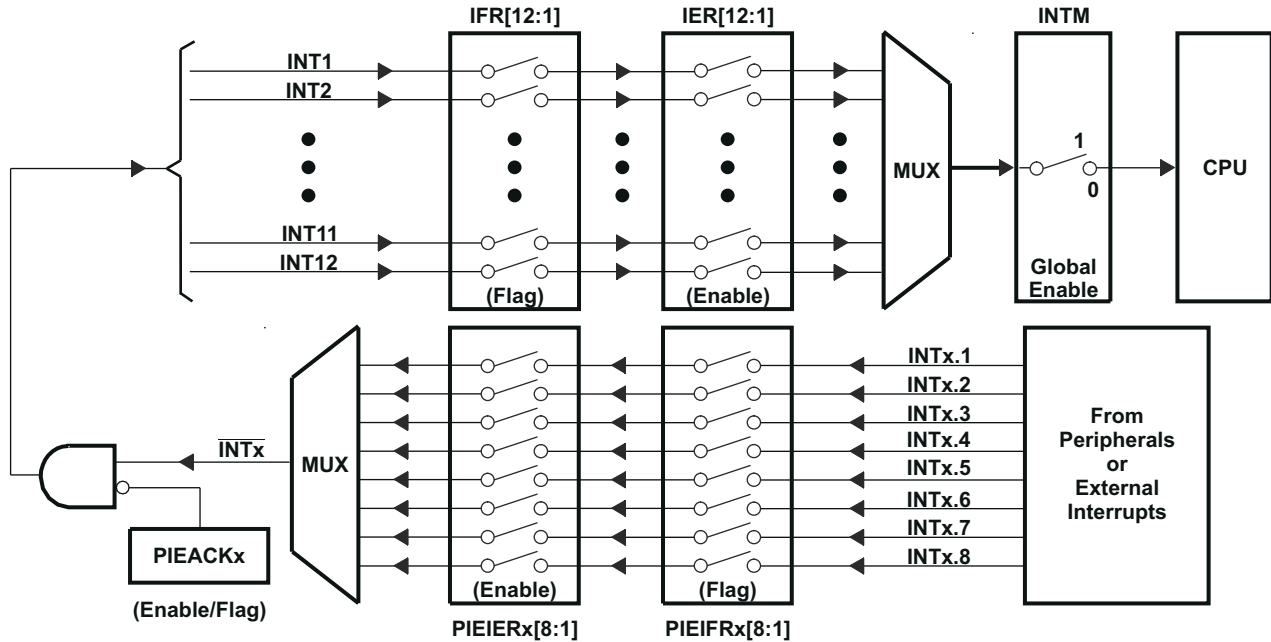 IFR[12:1]
IER[12:1]
INTM
INT1
INT2
INT11
INT12
(Flag)
(Enable)
MUX
1
0
Global
Enable
CPU
INTx.1
INTx.2
INTx.3
INTx.4
INTx.5
INTx.6
INTx.7
INTx.8
From
Peripherals
or
External
Interrupts
INTx
MUX
PIEACKx
(Enable/Flag)
(Enable)
(Flag)
PIEIERx[8:1]
PIEIFRx[8:1]